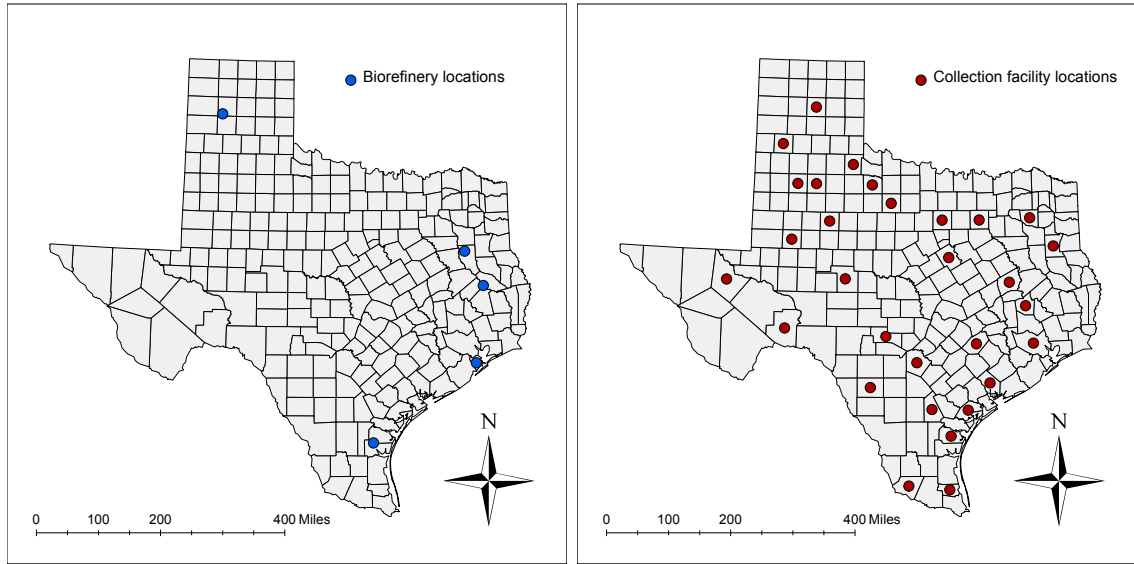 Biorefinery locations
N
0 100 200 400 Miles
Collection facility locations
N
0 100 200 400 Miles